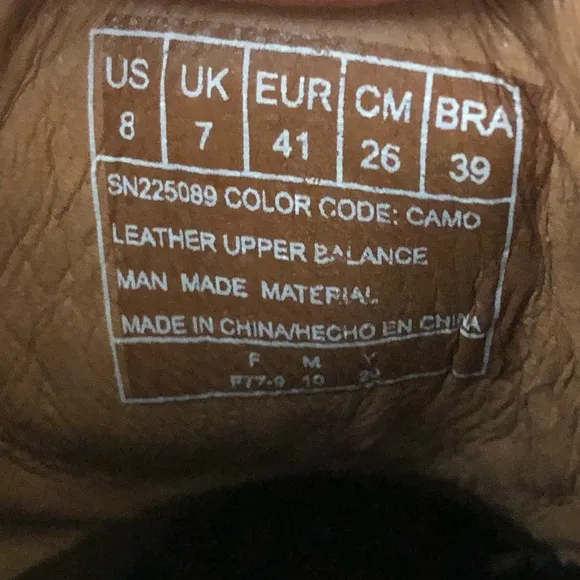 US UK EUR CM BRA
8 7 41 26 39
SN225089 COLOR CODE: CAMO
LEATHER UPPER BALANCE
MAN MADE MATERIAL
MADE IN CHINA/HECHO EN CHINA
F M Y
10